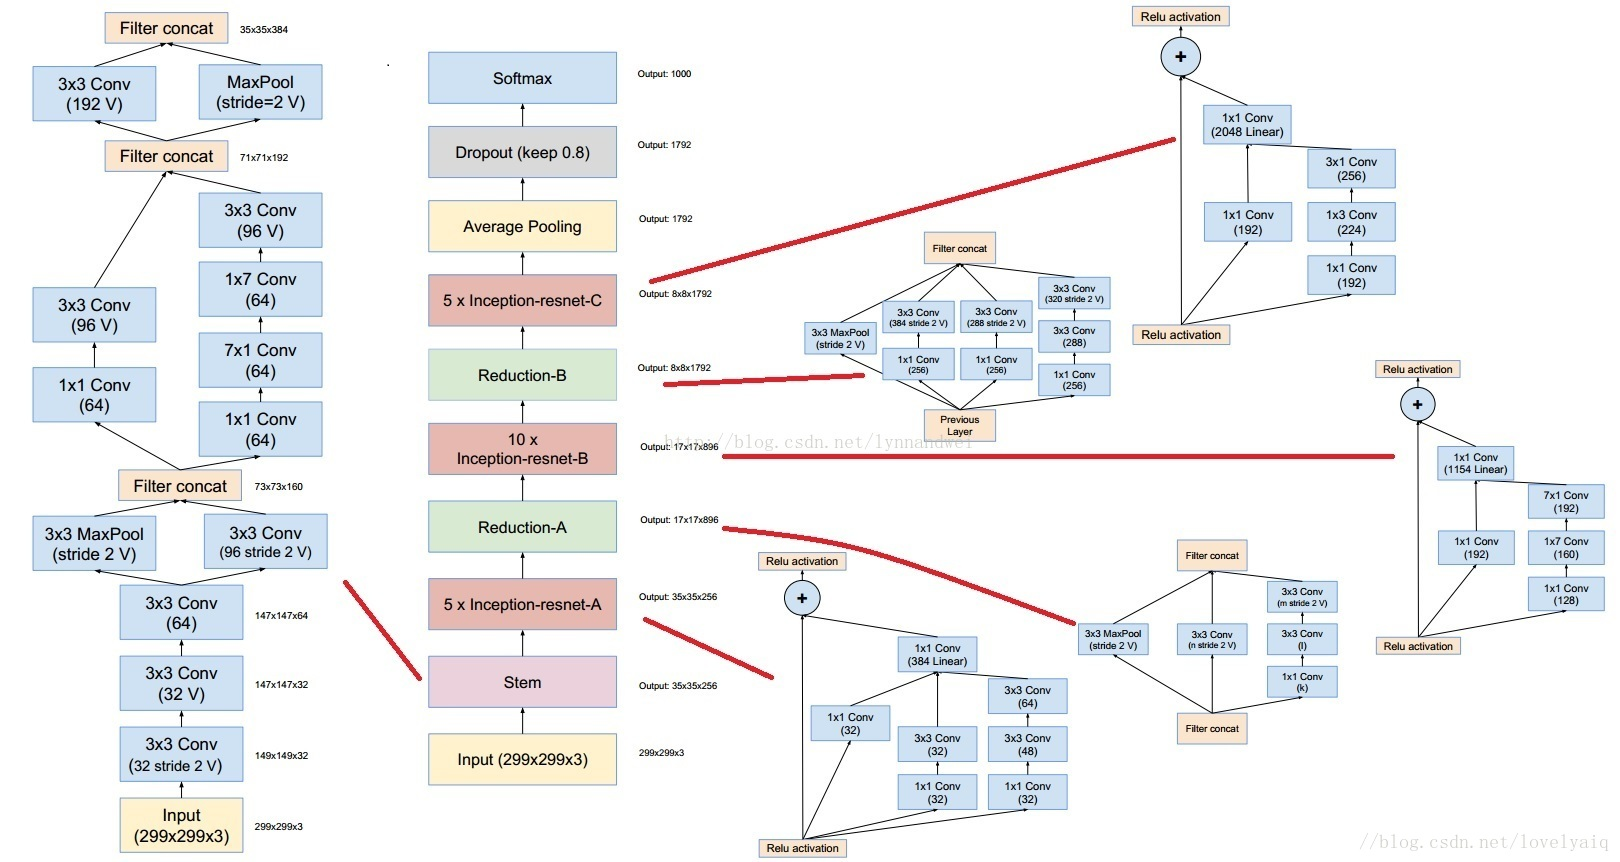 Filter concat
35x35x384
3x3 Conv
(192 V)
MaxPool
(stride=2 V)
Filter concat
71x71x192
3x3 Conv
(96 V)
1x7 Conv
(64)
3x3 Conv
(96 V)
7x1 Conv
(64)
1x1 Conv
(64)
1x1 Conv
(64)
Filter concat
73x73x160
3x3 MaxPool
(stride 2 V)
3x3 Conv
(96 stride 2 V)
3x3 Conv
(64)
147x147x64
3x3 Conv
(32 V)
147x147x32
3x3 Conv
(32 stride 2 V)
149x149x32
Input
(299x299x3)
299x299x3
Softmax
Output: 1000
Dropout (keep 0.8)
Output: 1792
Average Pooling
Output: 1792
5 x Inception-resnet-C
Output: 8x8x1792
Reduction-B
Output: 8x8x1792
10 x
Inception-resnet-B
Output: 17x17x896
Reduction-A
Output: 17x17x896
5 x Inception-resnet-A
Output: 35x35x256
Stem
Output: 35x35x256
Input (299x299x3)
299x299x3
Relu activation
+
1x1 Conv
(2048 Linear)
3x1 Conv
(256)
1x1 Conv
(192)
1x3 Conv
(224)
1x1 Conv
(192)
Relu activation
Filter concat
3x3 MaxPool
(stride 2 V)
3x3 Conv
(384 stride 2 V)
3x3 Conv
(288 stride 2 V)
3x3 Conv
(320 stride 2 V)
3x3 Conv
(288)
1x1 Conv
(256)
1x1 Conv
(256)
1x1 Conv
(256)
Previous
Layer
http://blog.csdn.net/lynnandwei
Relu activation
+
1x1 Conv
(1154 Linear)
7x1 Conv
(192)
1x1 Conv
(192)
1x7 Conv
(160)
1x1 Conv
(128)
Relu activation
Filter concat
3x3 MaxPool
(stride 2 V)
3x3 Conv
(n stride 2 V)
3x3 Conv
(m stride 2 V)
3x3 Conv
(l)
1x1 Conv
(k)
Filter concat
Relu activation
+
1x1 Conv
(384 Linear)
1x1 Conv
(32)
3x3 Conv
(64)
3x3 Conv
(32)
3x3 Conv
(48)
1x1 Conv
(32)
1x1 Conv
(32)
Relu activation
//blog.csdn.net/lovelyaiq